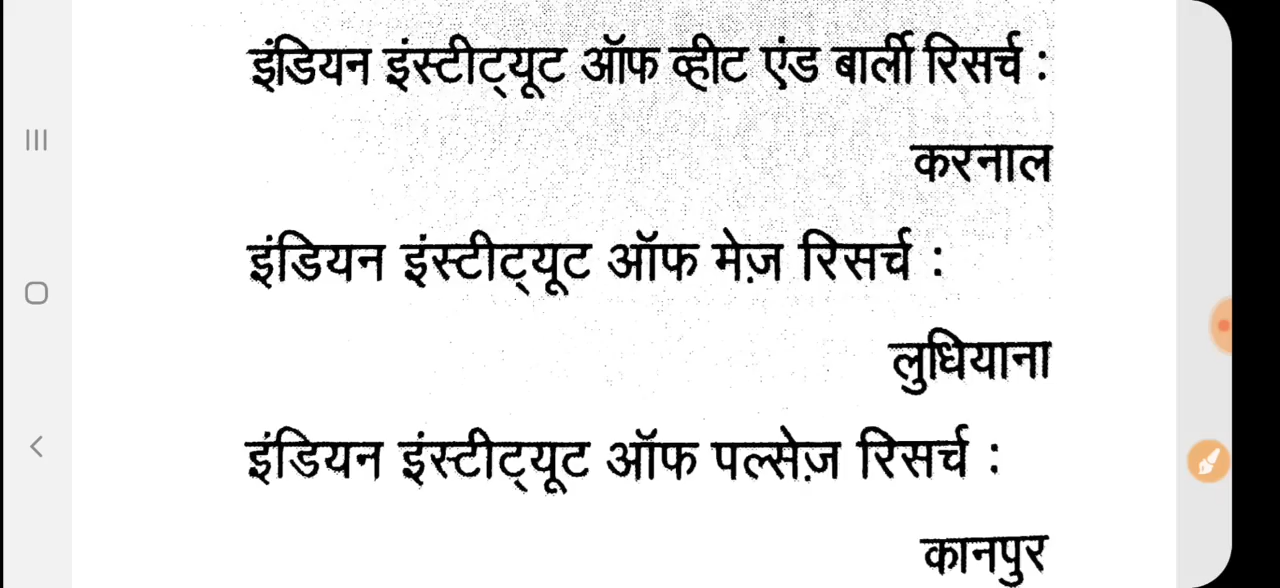 इंडियन इंस्टीट्यूट ऑफ व्हीट एंड बार्ली रिसर्च :
करनाल
इंडियन इंस्टीट्यूट ऑफ मेज़ रिसर्च :
लुधियाना
इंडियन इंस्टीट्यूट ऑफ पल्सेज़ रिसर्च :
कानपुर